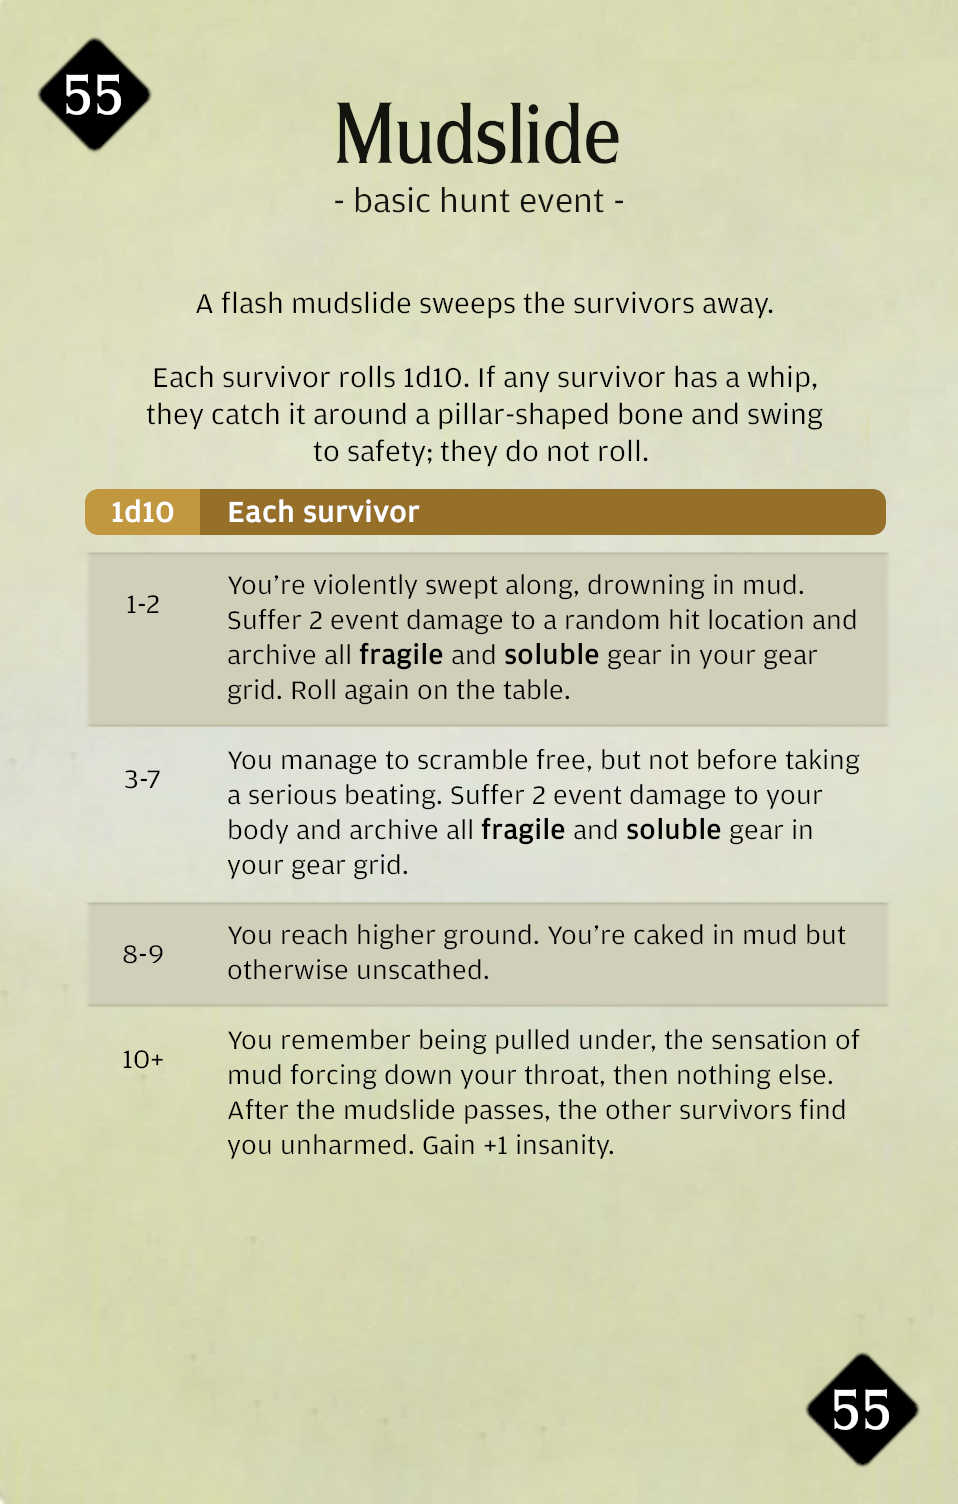 55
Mudslide
- basic hunt event -
A flash mudslide sweeps the survivors away.
Each survivor rolls 1d10. If any survivor has a whip,
they catch it around a pillar-shaped bone and swing
to safety; they do not roll.
1d10 Each survivor
1-2
You’re violently swept along, drowning in mud.
Suffer 2 event damage to a random hit location and
archive all fragile and soluble gear in your gear
grid. Roll again on the table.
3-7
You manage to scramble free, but not before taking
a serious beating. Suffer 2 event damage to your
body and archive all fragile and soluble gear in
your gear grid.
8-9
You reach higher ground. You’re caked in mud but
otherwise unscathed.
10+
You remember being pulled under, the sensation of
mud forcing down your throat, then nothing else.
After the mudslide passes, the other survivors find
you unharmed. Gain +1 insanity.
55